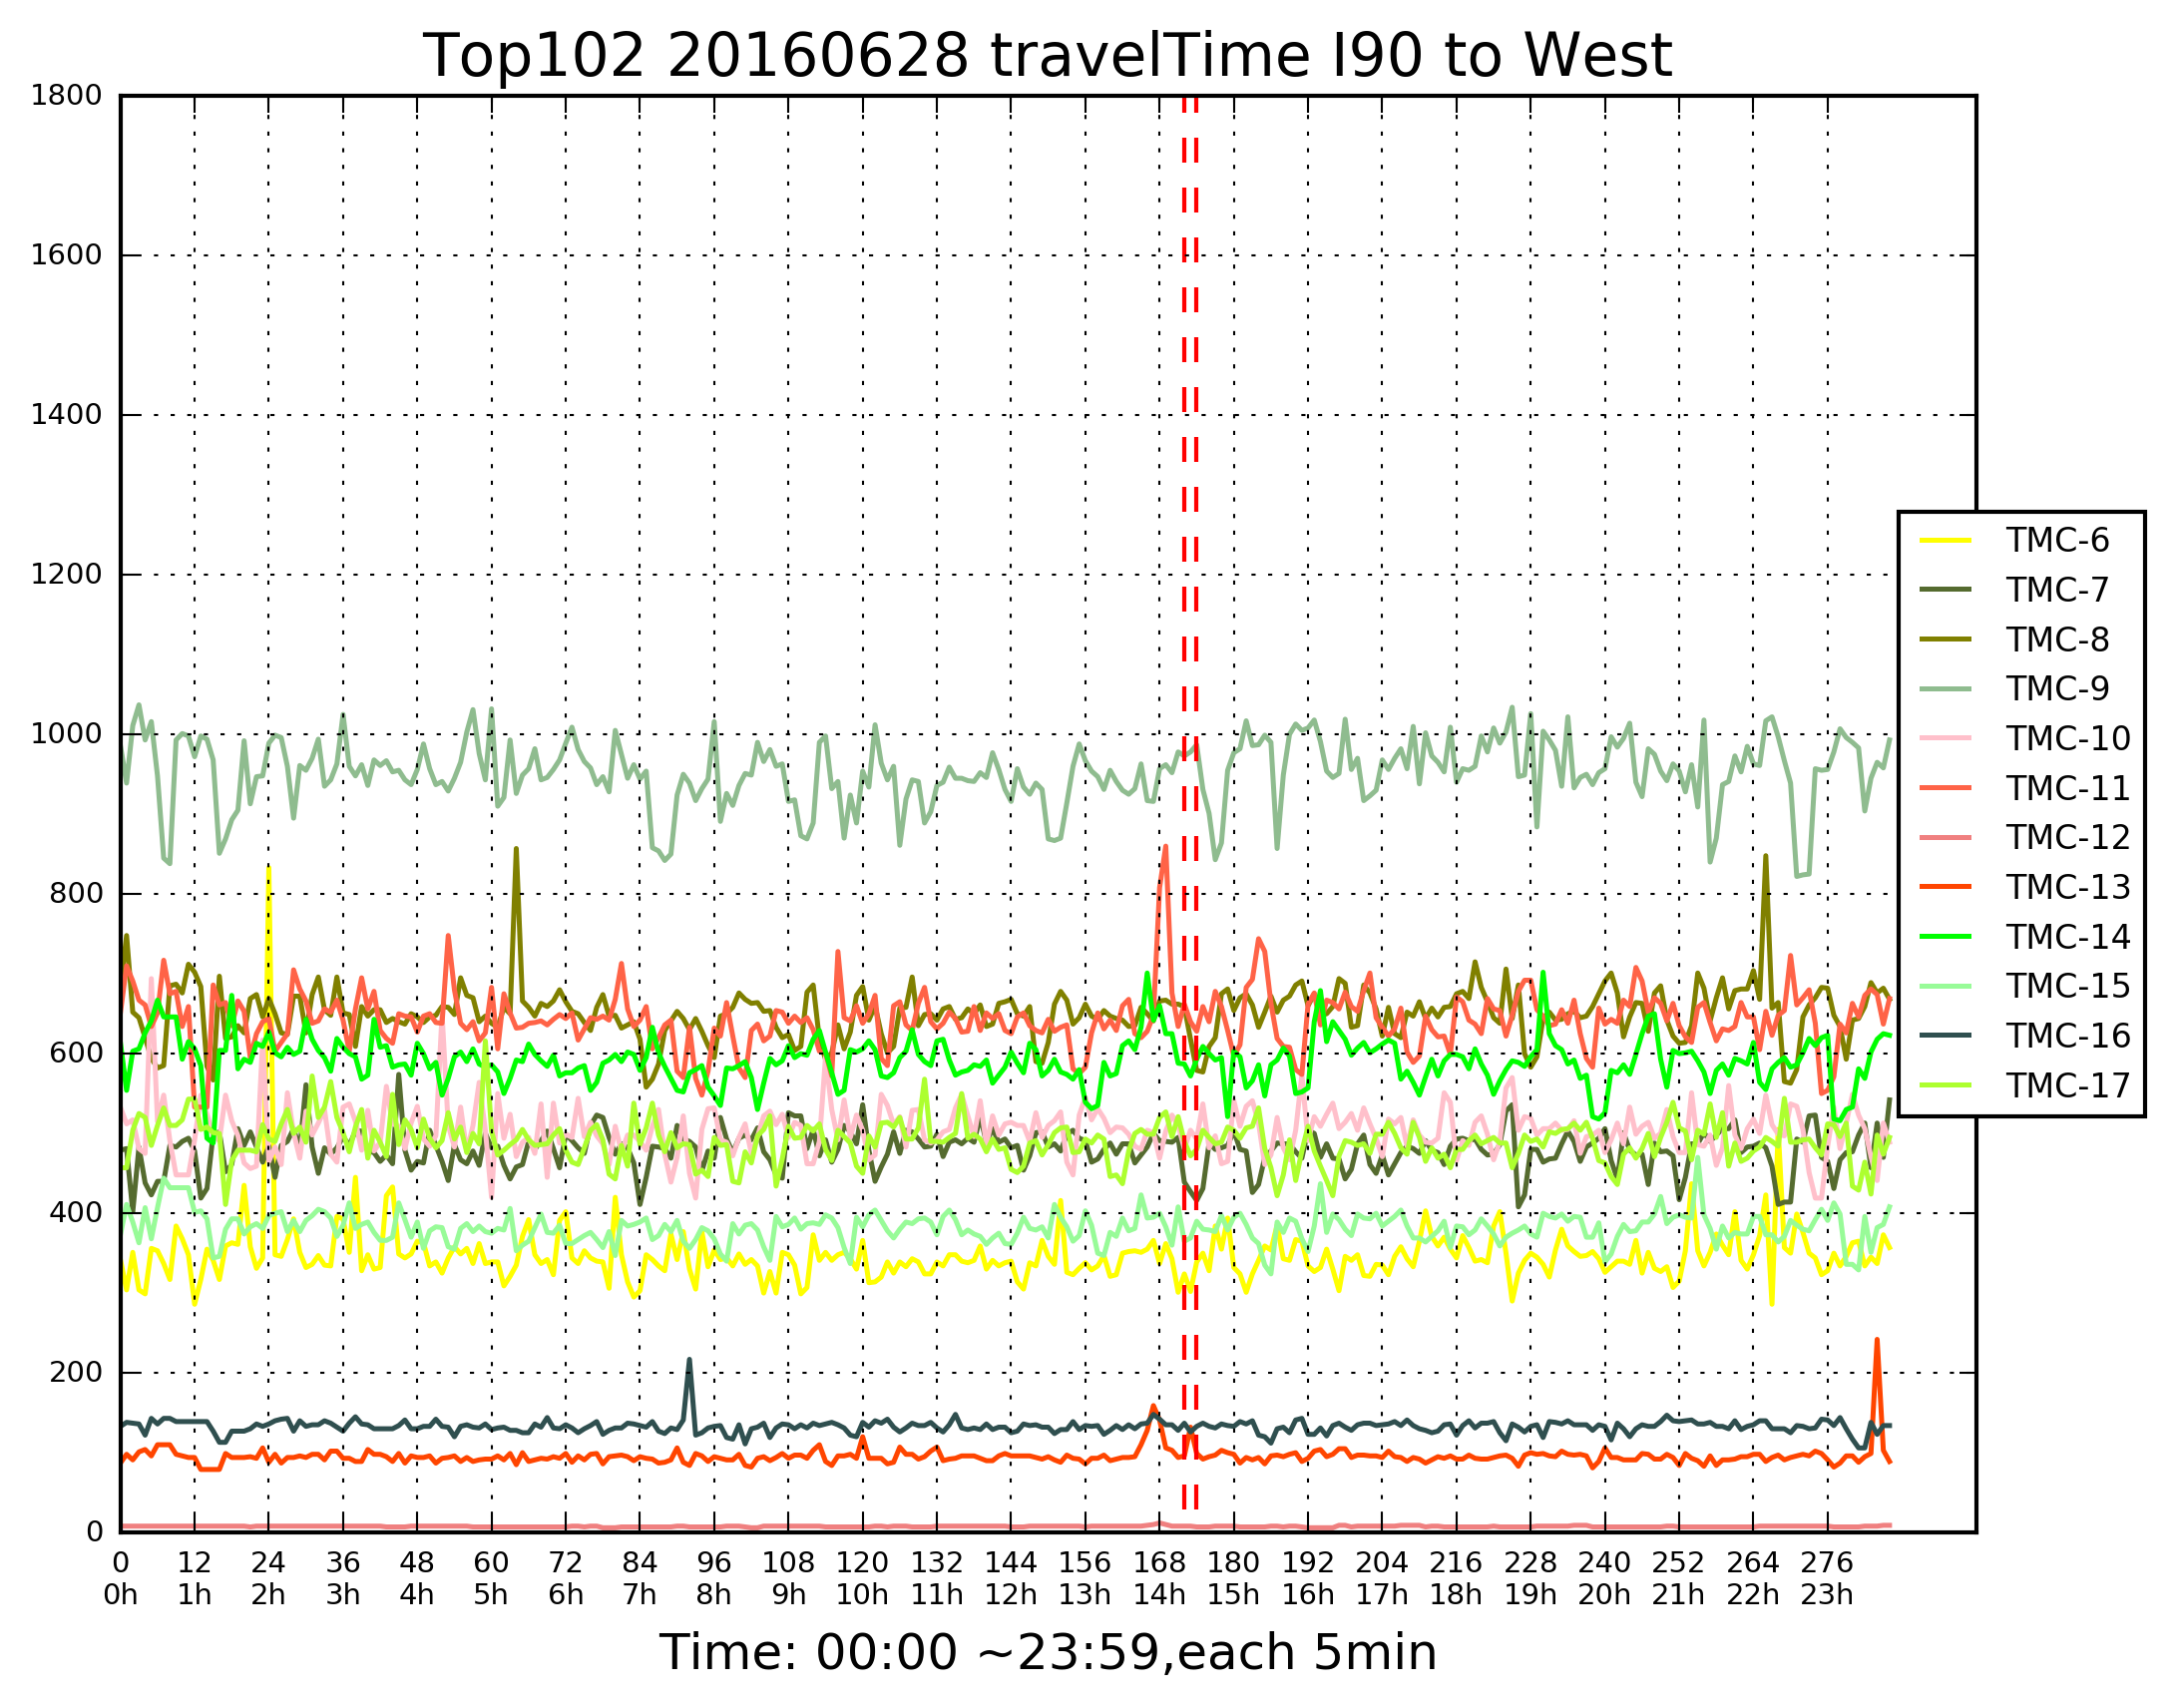 Top102 20160628 travelTime I90 to West
1800
1600
1400
1200
1000
800
600
400
200
0
0 12 24 36 48 60 72 84 96 108 120 132 144 156 168 180 192 204 216 228 240 252 264 276
0h 1h 2h 3h 4h 5h 6h 7h 8h 9h 10h 11h 12h 13h 14h 15h 16h 17h 18h 19h 20h 21h 22h 23h
Time: 00:00 ~23:59,each 5min
TMC-6
TMC-7
TMC-8
TMC-9
TMC-10
TMC-11
TMC-12
TMC-13
TMC-14
TMC-15
TMC-16
TMC-17